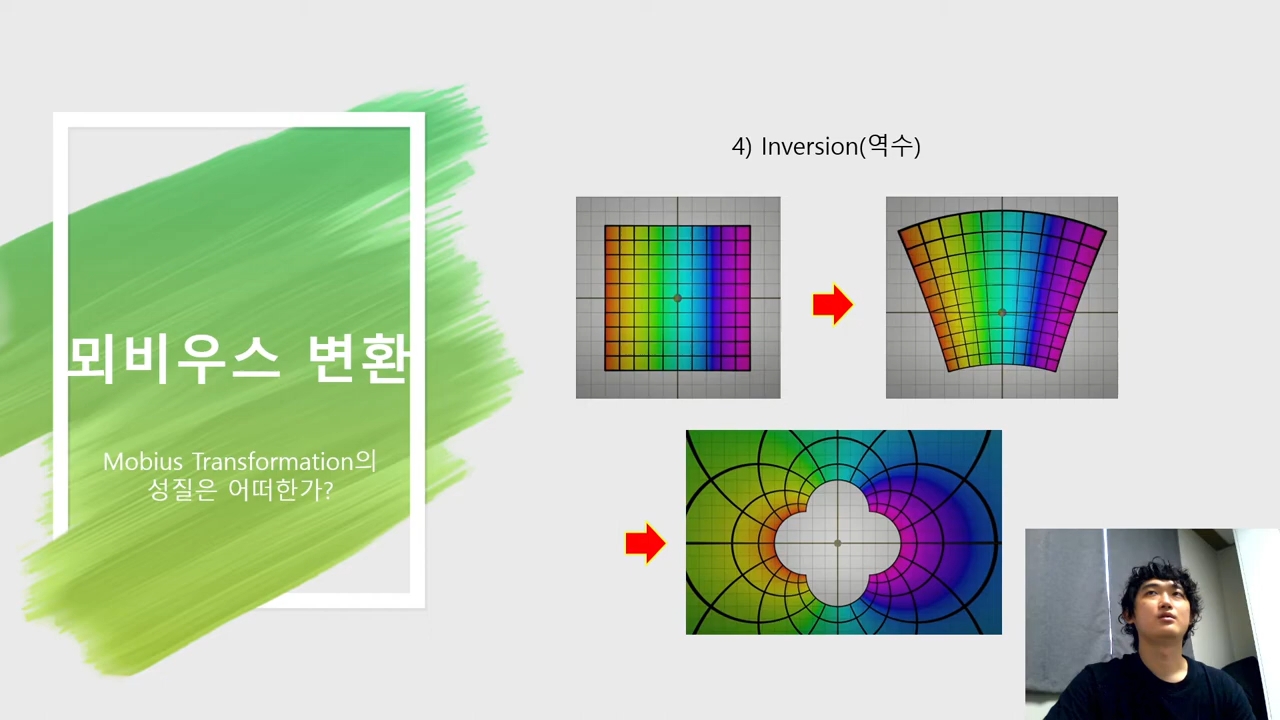 뫼비우스 변환
Mobius Transformation의
성질은 어떠한가?
4) Inversion(역수)